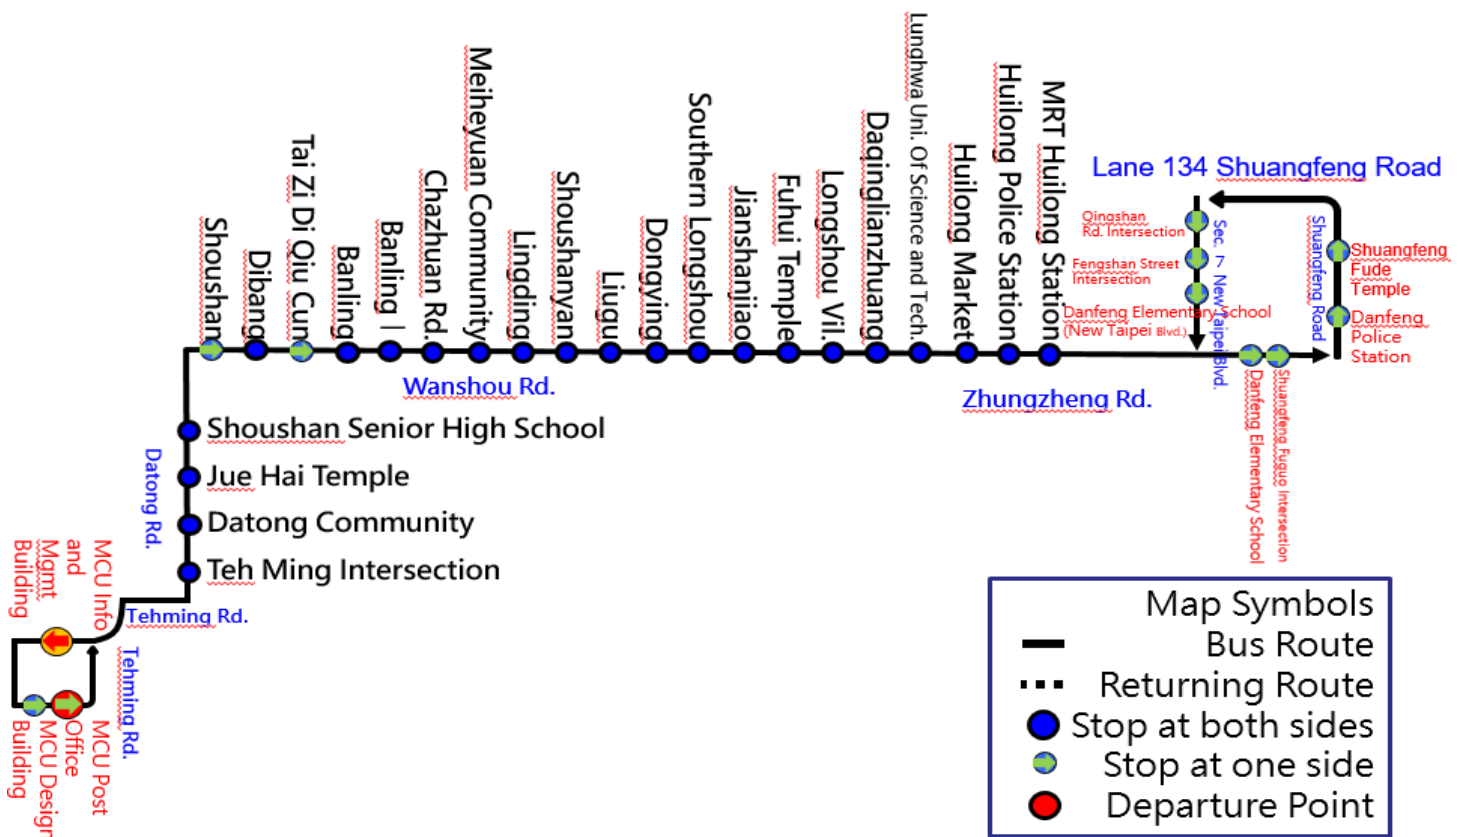 Shoushan
Dibang
Tai Zi Di Qiu Cun
Banling
Banling |
Chazhuan Rd.
Meiheyuan Community
Lingding
Shoushanyan
Liugu
Dongying
Southern Longshou
Jianshanjiao
Fuhui Temple
Longshou Vil.
Daqinglianzhuang
Lunghwa Uni. Of Science and Tech.
Huilong Market
Huilong Police Station
MRT Huilong Station
Lane 134 Shuangfeng Road
Qingshan
Rd. Intersection
Fengshan Street
Intersection
Danfeng Elementary School
(New Taipei Blvd.)
Sec. 7 New Taipei Blvd.
Shuangfeng Road
Shuangfeng
Fude
Temple
Danfeng
Police
Station
Wanshou Rd.
Zhungzheng Rd.
Danfeng Elementary School
Shuangfeng Fuguo Intersection
Shoushan Senior High School
Jue Hai Temple
Datong Community
Teh Ming Intersection
Datong Rd.
MCU Info
and
Mgmt
Building
Tehming Rd.
Tehming Rd.
MCU Post
Office
MCU Design
Building
Map Symbols
Bus Route
Returning Route
Stop at both sides
Stop at one side
Departure Point